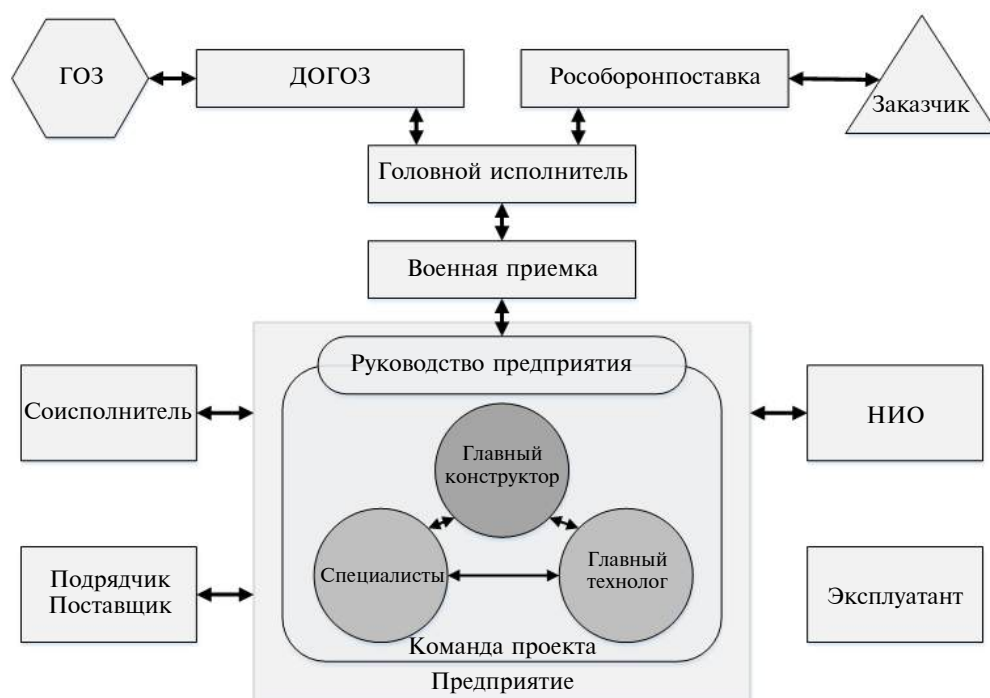 ГОЗ
ДОГОЗ
Рособоронпоставка
Заказчик
Головной исполнитель
Военная приемка
Руководство предприятия
Соисполнитель
НИО
Главный
конструктор
Специалисты
Главный
технолог
Подрядчик
Поставщик
Эксплуатант
Команда проекта
Предприятие